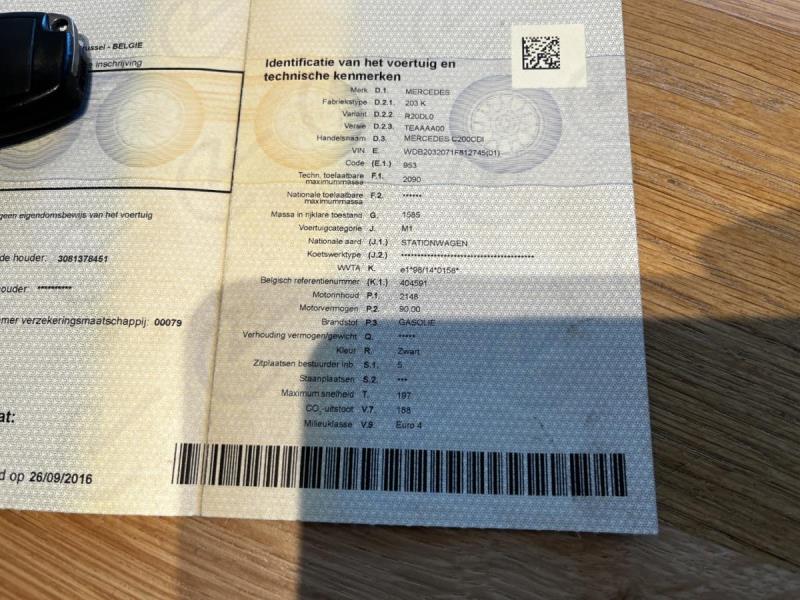 ussel - BELGIE
e inschrijving
geen eigendomsbewijs van het voertuig
de houder: 3081378451
ouder: **********
mer verzekeringsmaatschappij: 00079
at:
d op 26/09/2016
Identificatie van het voertuig en
technische kenmerken
Merk D.1. MERCEDES
Fabriekstype D.2.1. 203 K
Variant D.2.2 R20DL0
Versie D.2.3. TEAAAA00
Handelsnaam D.3. MERCEDES C200CDI
VIN E. WDB2032071F812745(01)
Code (E.1.) 953
Techn. toelaatbare maximummassa F.1. 2090
Nationale toelaatbare maximummassa F.2. ******
Massa in rijklare toestand G. 1585
Voertuigcategorie J. M1
Nationale aard (J.1.) STATIONWAGEN
Koetswerktype (J.2.)
WVTA K. e1*98/14*0158*
Belgisch referentienummer (K.1.) 404591
Motorinhoud P.1. 2148
Motorvermogen P.2. 90.00
Brandstof P.3. GASOLIE
Verhouding vermogen/gewicht Q. *****
Kleur R. Zwart
Zitplaatsen bestuurder inb. S.1. 5
Staanplaatsen S.2. ***
Maximum snelheid T. 197
CO2-uitstoot V.7. 168
Milieuklasse V.9. Euro 4